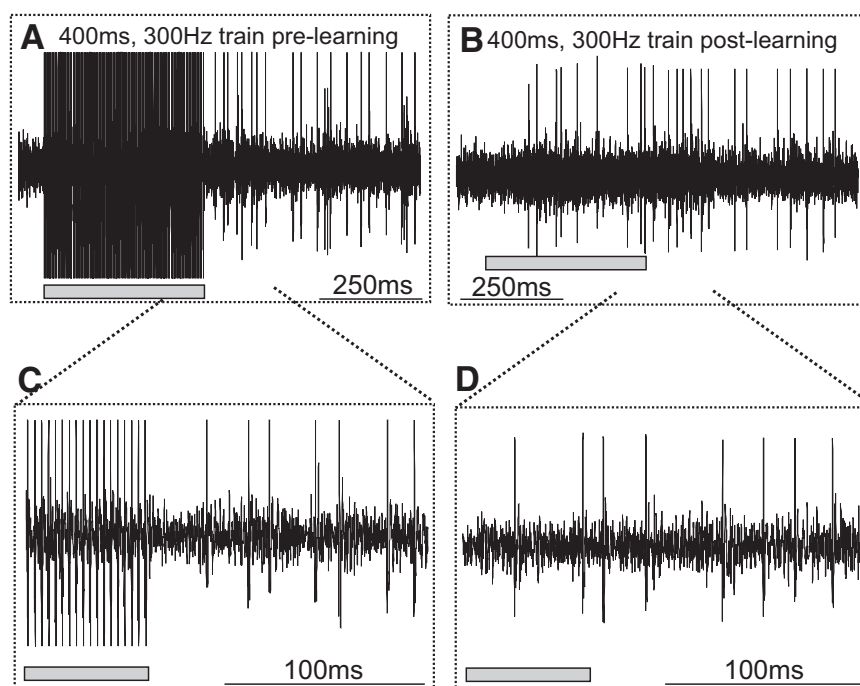 A 400ms, 300Hz train pre-learning
250ms
B 400ms, 300Hz train post-learning
250ms
C
100ms
D
100ms